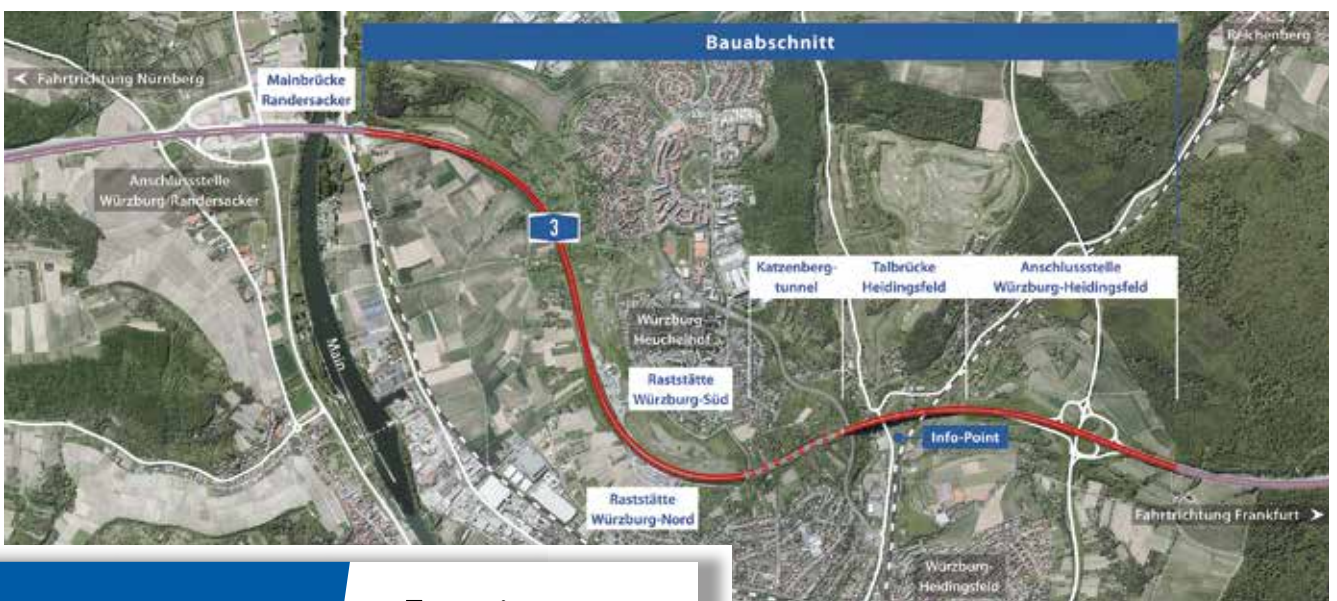 Bauabschnitt
Reichenberg
Fahrtrichtung Nürnberg
Mainbrücke
Randersacker
Anschlussstelle
Würzburg/Randersacker
3
Katzenberg-
tunnel
Talbrücke
Heidingsfeld
Anschlussstelle
Würzburg-Heidingsfeld
Würzburg-
Heuchelhof
Main
Raststätte
Würzburg-Süd
Info-Point
Raststätte
Würzburg-Nord
Fahrtrichtung Frankfurt
Würzburg-
Heidingsfeld